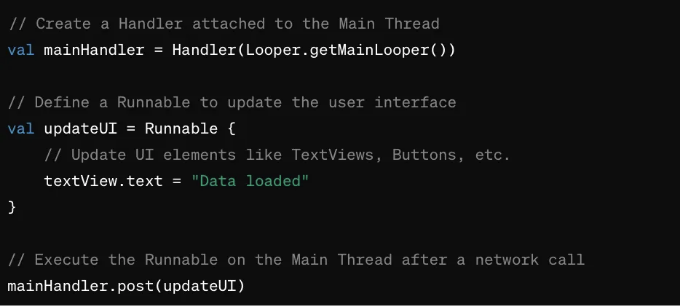 // Create a Handler attached to the Main Thread
val mainHandler = Handler(Looper.getMainLooper())
// Define a Runnable to update the user interface
val updateUI = Runnable {
// Update UI elements like TextViews, Buttons, etc.
textView.text = "Data loaded"
}
// Execute the Runnable on the Main Thread after a network call
mainHandler.post(updateUI)